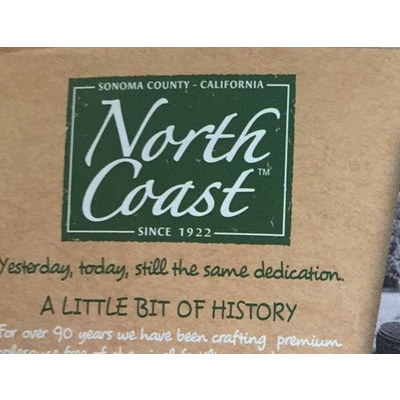 SONOMA COUNTY - CALIFORNIA
North
Coast™
SINCE 1922
Yesterday, today, still the same dedication.
A LITTLE BIT OF HISTORY
For over 90 years we have been crafting premium